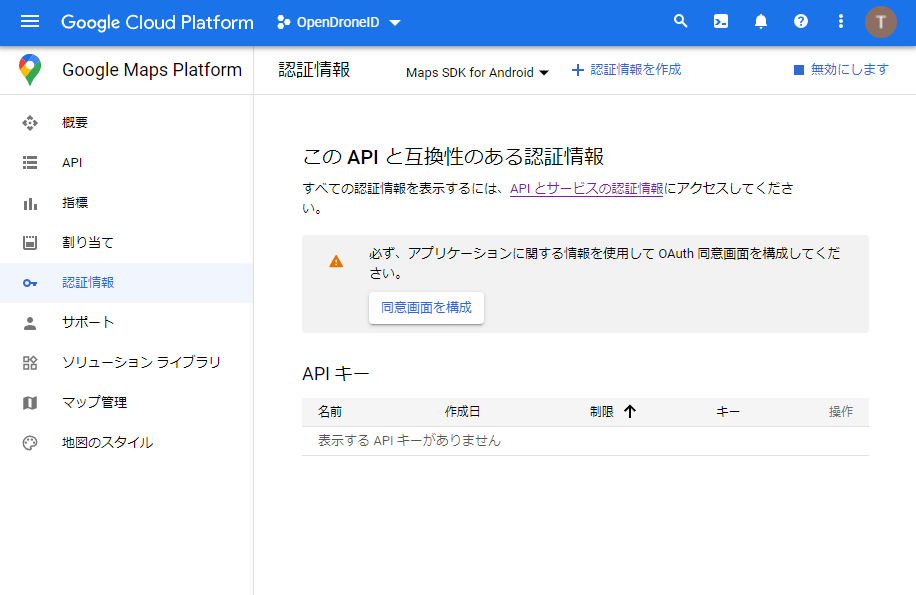 Google Cloud Platform
OpenDroneID
T
Google Maps Platform
認証情報
Maps SDK for Android
認証情報を作成
無効にします
概要
API
指標
割り当て
認証情報
サポート
ソリューション ライブラリ
マップ管理
地図のスタイル
この API と互換性のある認証情報
すべての認証情報を表示するには、API とサービスの認証情報にアクセスしてくださ
い。
必ず、アプリケーションに関する情報を使用して OAuth 同意画面を構成してくだ
さい。
同意画面を構成
API キー
名前 作成日 制限 キー 操作
表示する API キーがありません